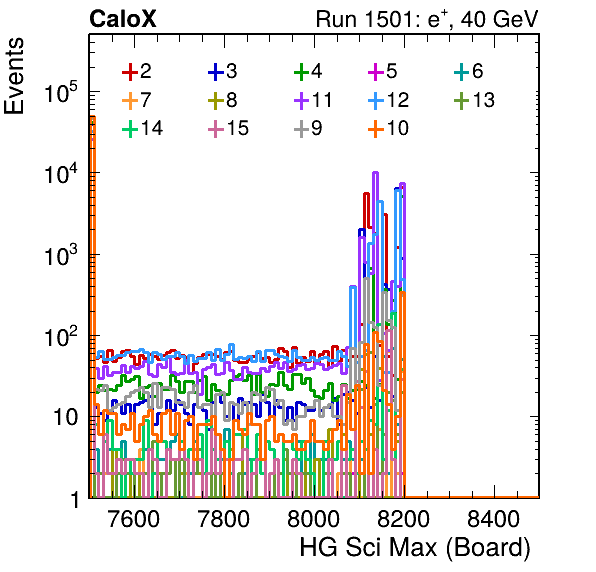 CaloX Run 1501: e⁺, 40 GeV
Events
2 3 4 5 6
7 8 11 12 13
14 15 9 10
10⁵
10⁴
10³
10²
10
1
7600 7800 8000 8200 8400
HG Sci Max (Board)